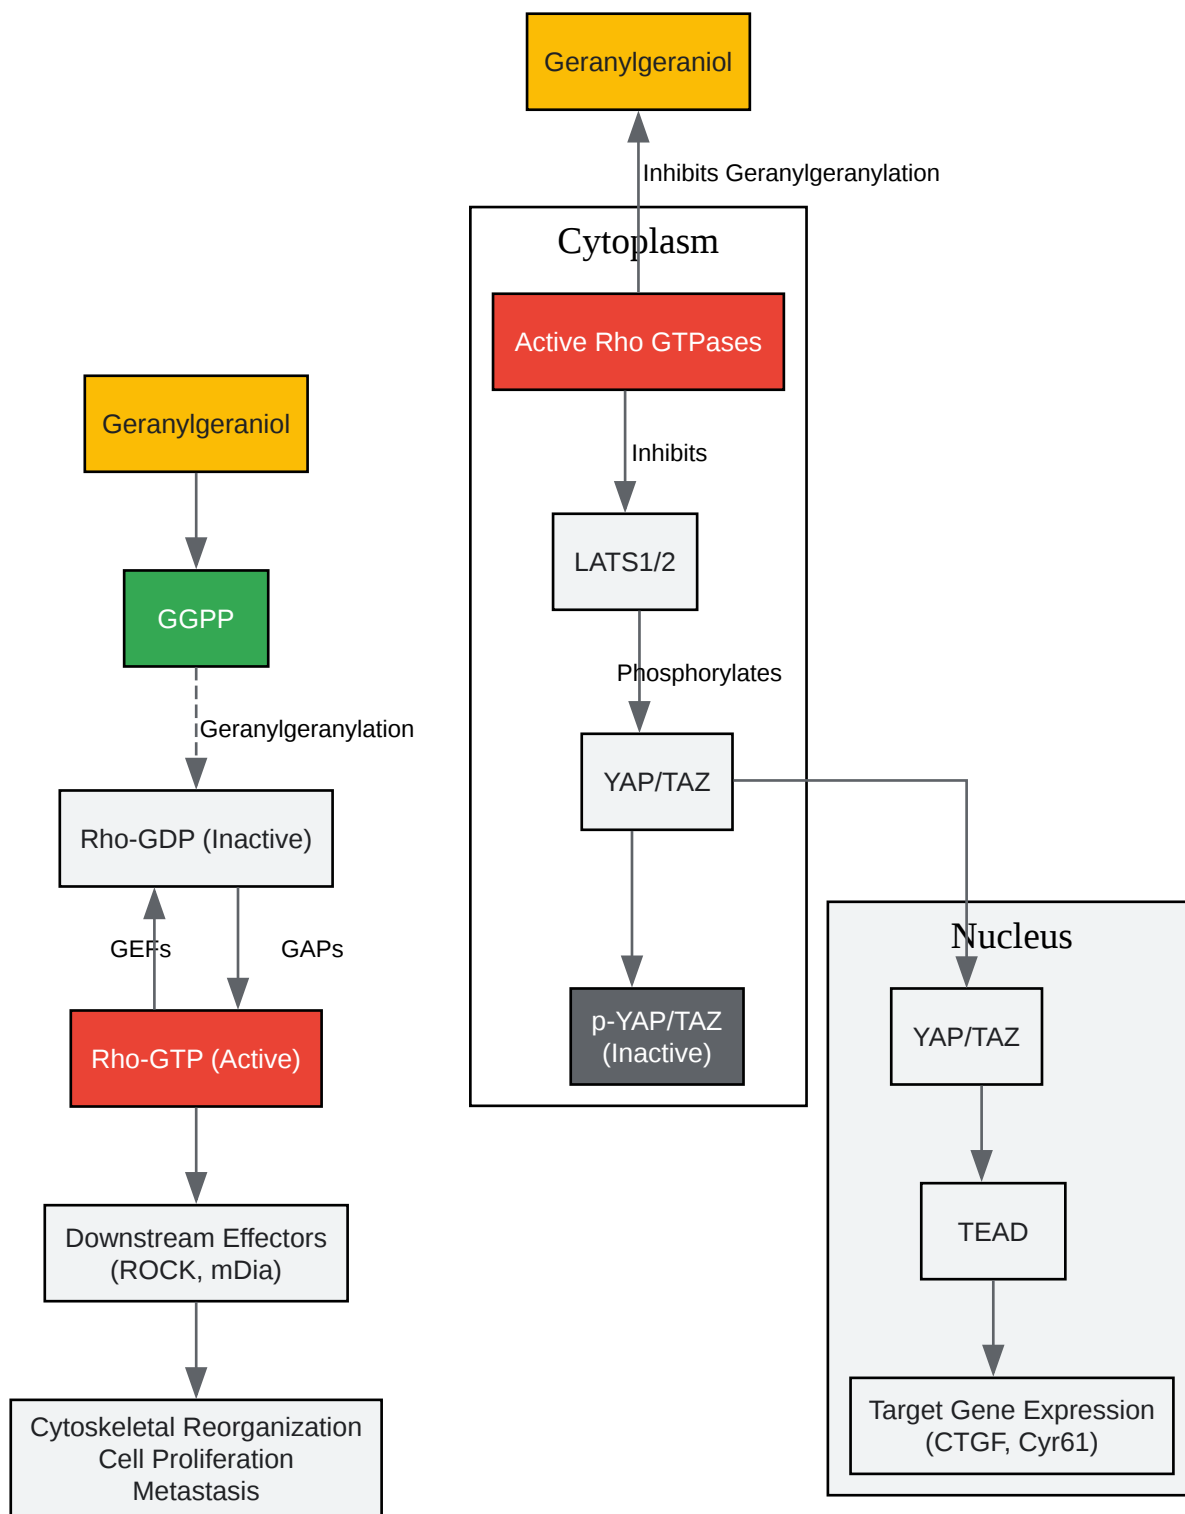 Geranylgeraniol
Inhibits Geranylgeranylation
Cytoplasm
Active Rho GTPases
Inhibits
LATS1/2
Phosphorylates
YAP/TAZ
p-YAP/TAZ
(Inactive)
Geranylgeraniol
GGPP
Geranylgeranylation
Rho-GDP (Inactive)
GEFs
GAPs
Rho-GTP (Active)
Downstream Effectors
(ROCK, mDia)
Cytoskeletal Reorganization
Cell Proliferation
Metastasis
Nucleus
YAP/TAZ
TEAD
Target Gene Expression
(CTGF, Cyr61)